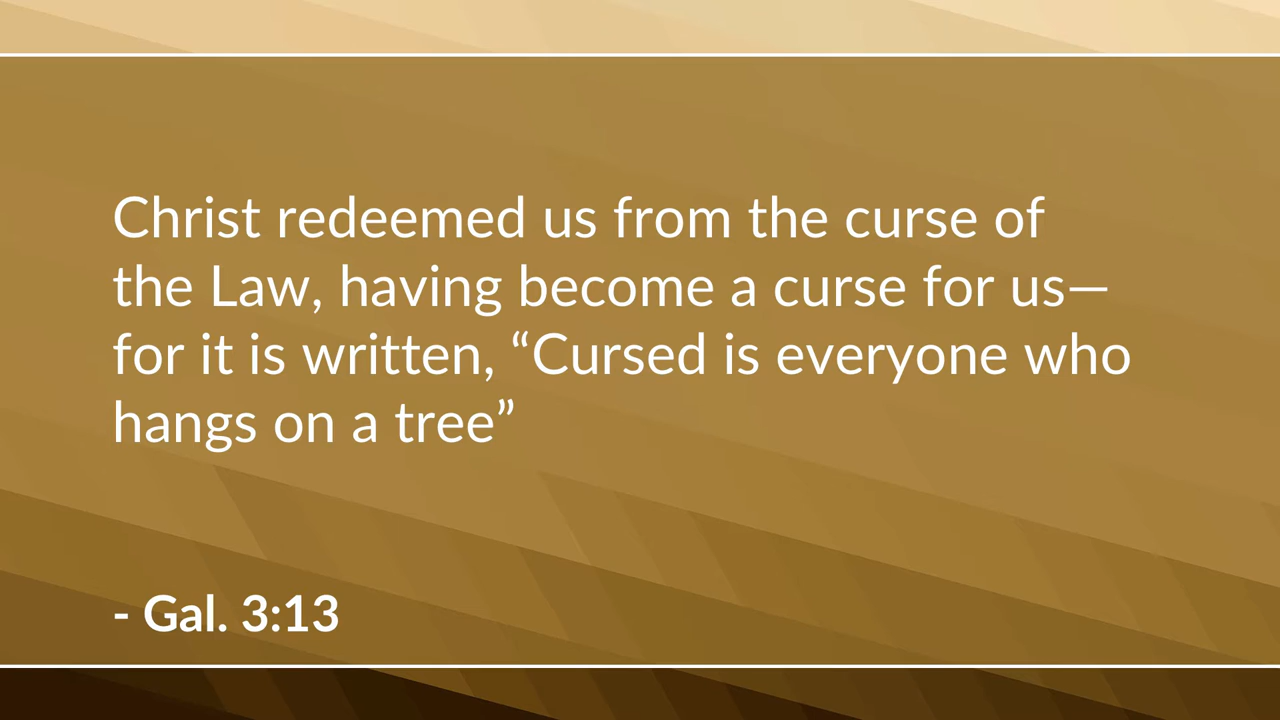 Christ redeemed us from the curse of
the Law, having become a curse for us—
for it is written, “Cursed is everyone who
hangs on a tree”
- Gal. 3:13